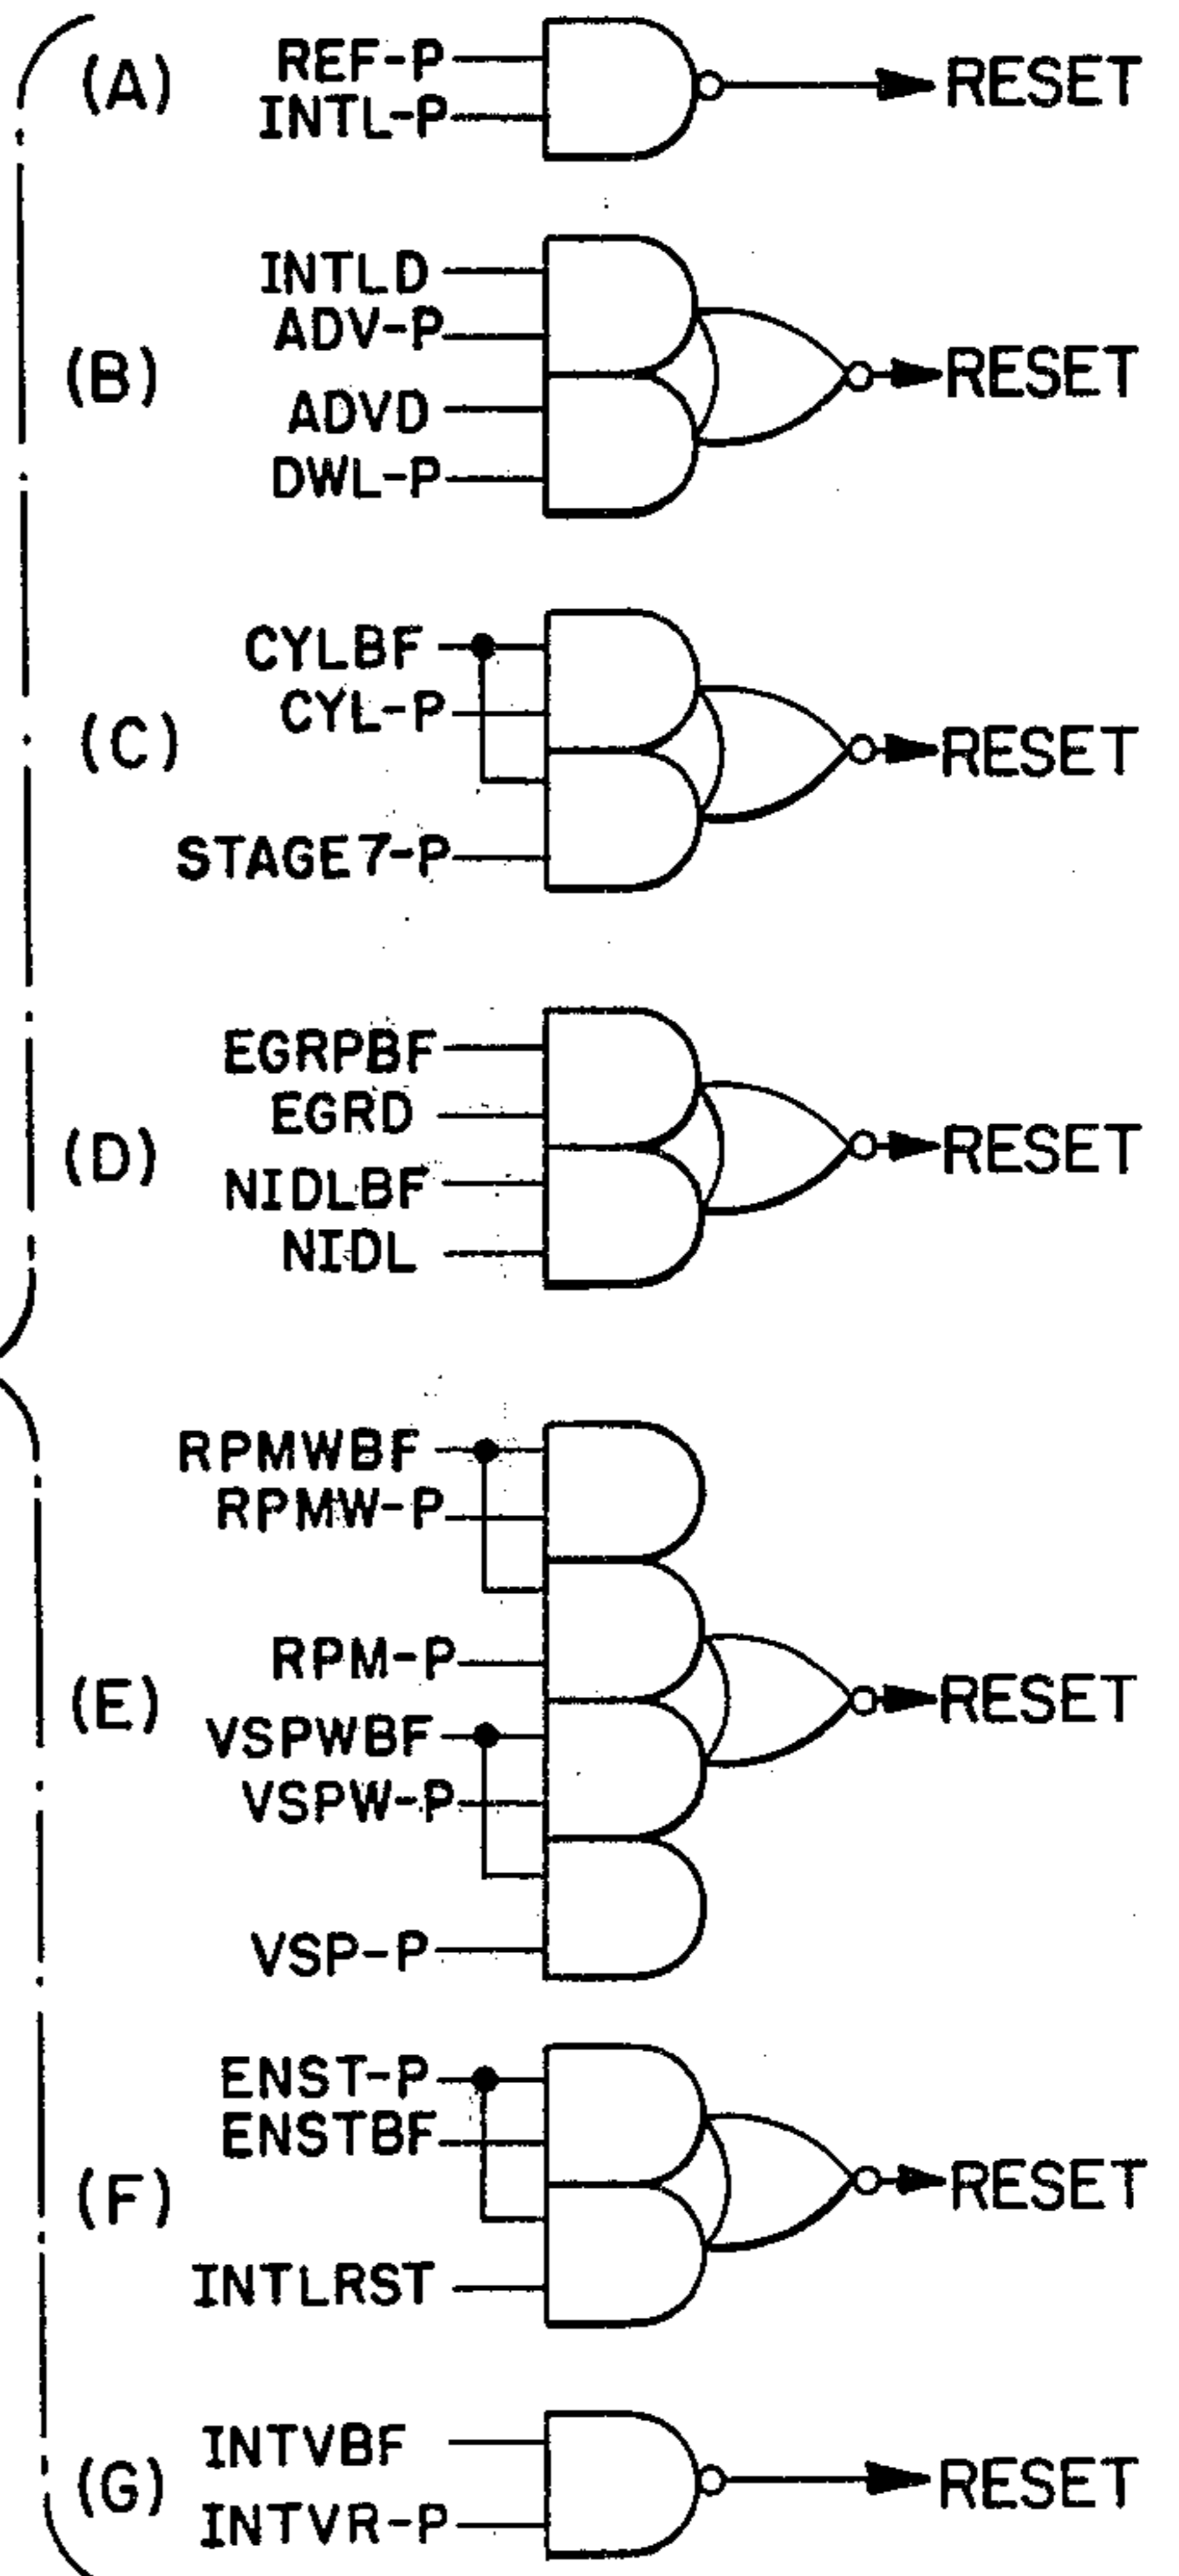 (A)
REF-P
INTL-P
RESET
(B)
INTLD
ADV-P
ADVD
DWL-P
RESET
(C)
CYLBF
CYL-P
STAGE7-P
RESET
(D)
EGRPBF
EGRD
NIDLBF
NIDL
RESET
(E)
RPMWBF
RPMW-P
RPM-P
VSPWBF
VSPW-P
VSP-P
RESET
(F)
ENST-P
ENSTBF
INTLRST
RESET
(G)
INTVBF
INTVR-P
RESET